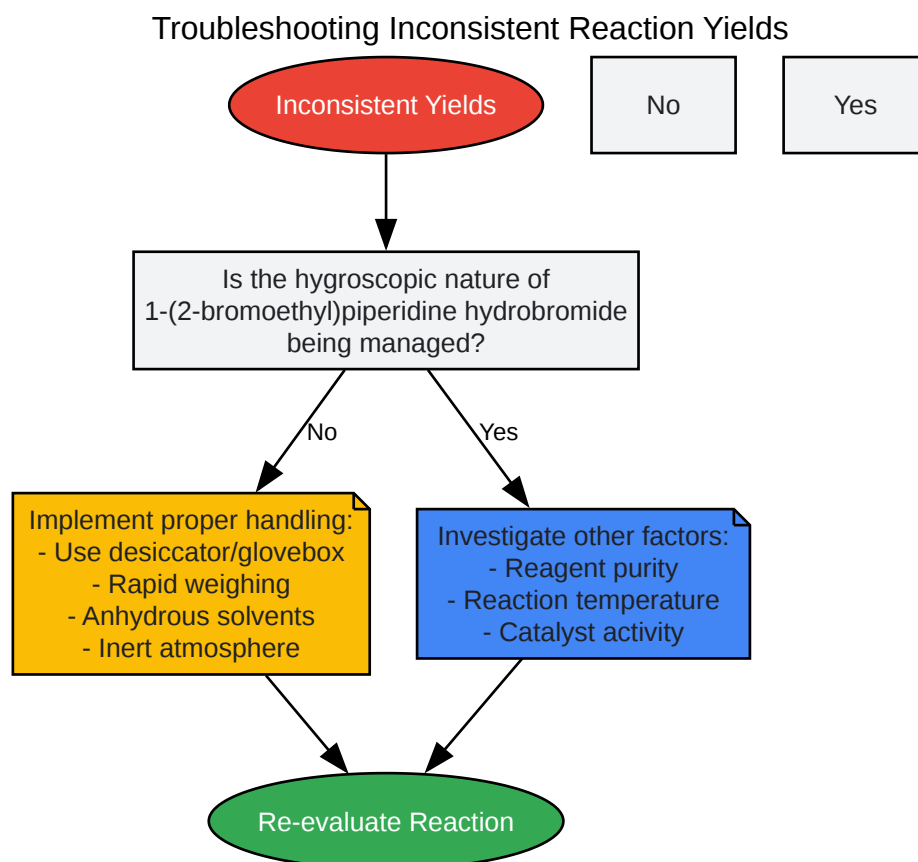 Troubleshooting Inconsistent Reaction Yields
Inconsistent Yields
No
Yes
Is the hygroscopic nature of
1-(2-bromoethyl)piperidine hydrobromide
being managed?
No
Yes
Implement proper handling:
- Use desiccator/glovebox
- Rapid weighing
- Anhydrous solvents
- Inert atmosphere
Investigate other factors:
- Reagent purity
- Reaction temperature
- Catalyst activity
Re-evaluate Reaction